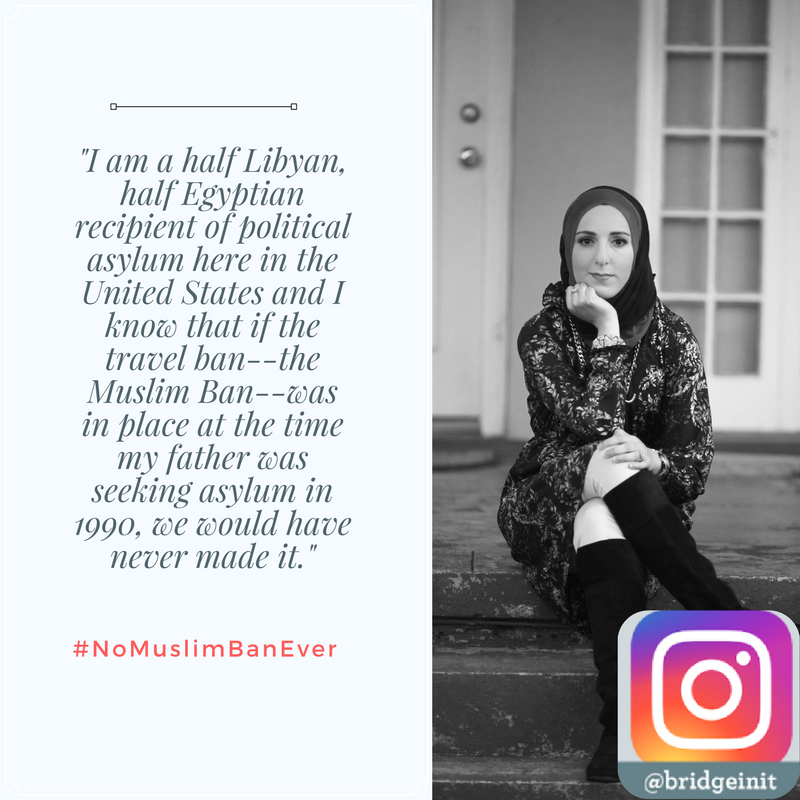 "I am a half Libyan,
half Egyptian
recipient of political
asylum here in the
United States and I
know that if the
travel ban--the
Muslim Ban--was
in place at the time
my father was
seeking asylum in
1990, we would have
never made it."
#NoMuslimBanEver
@bridgeinit